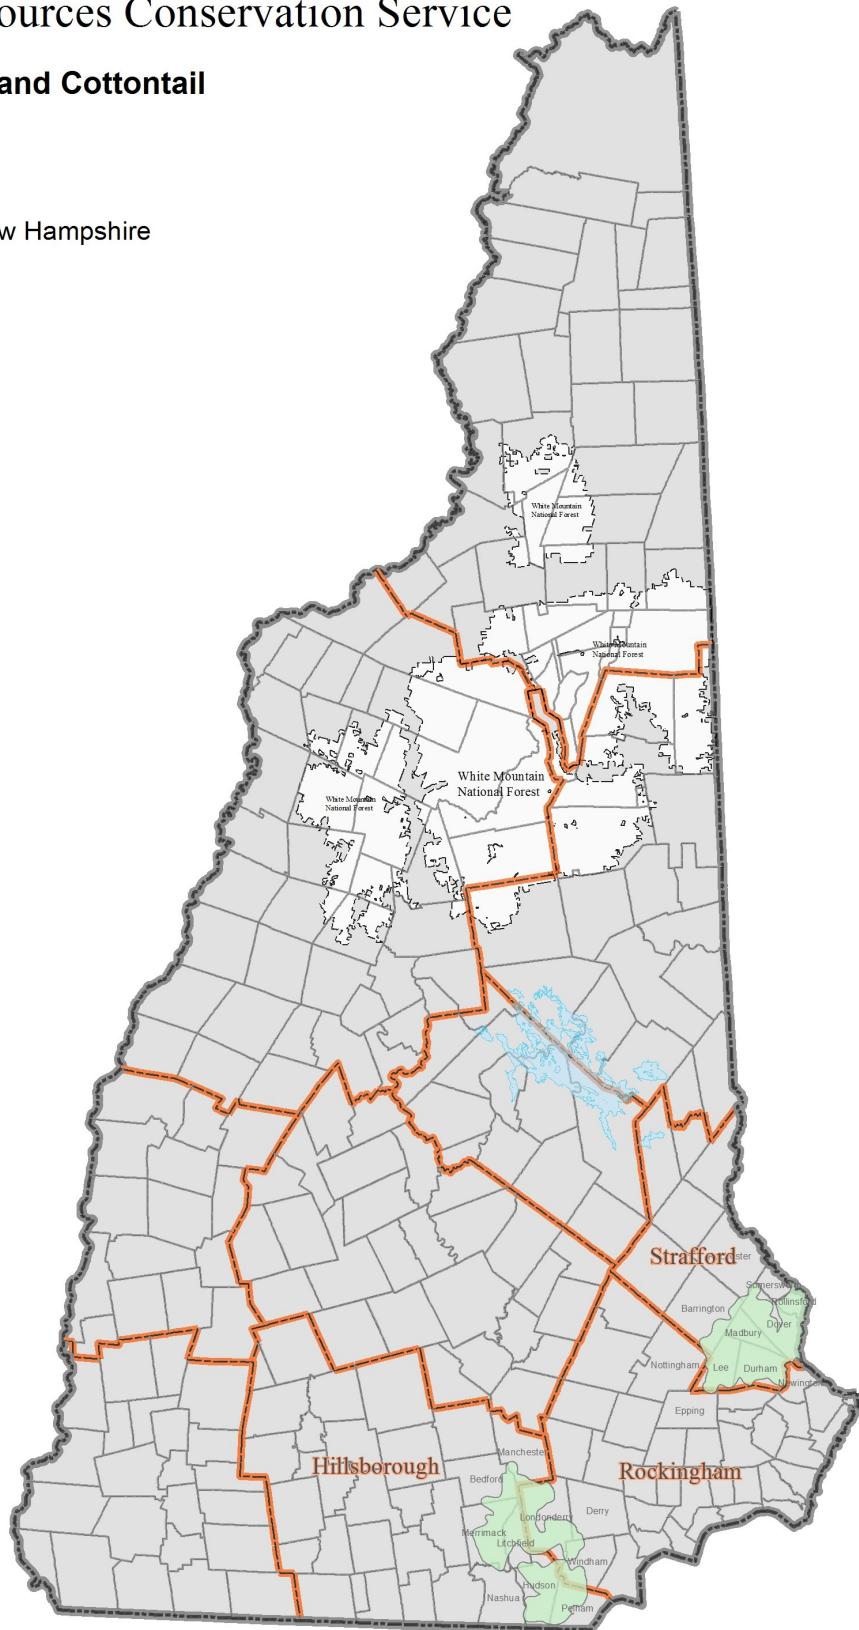 ources Conservation Service
and Cottontail
w Hampshire
White Mountain
National Forest
White Mountain
National Forest
White Mountain
National Forest
White Mountain
National Forest
Strafford
Somersw
Rollinsford
Barrington
Dover
Madbury
Nottingham
Lee
Durham
Newington
Epping
Manchester
Hillsborough
Rockingham
Bedford
Londonderry
Derry
Merrimack
Litchfield
Windham
Hudson
Nashua
Pelham